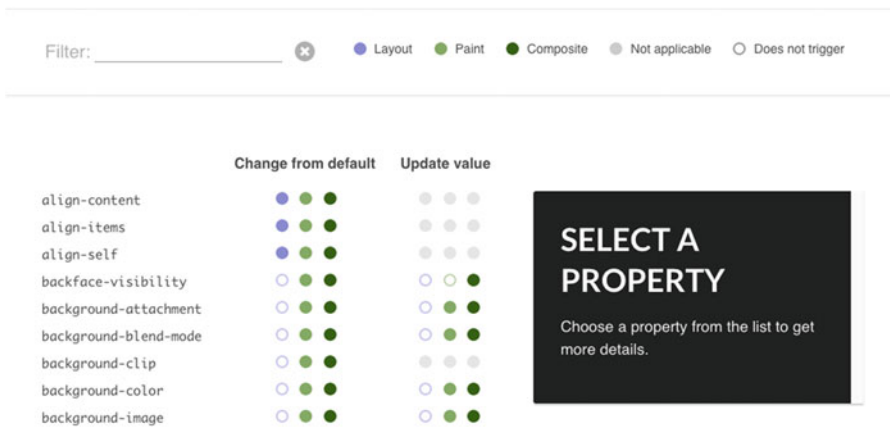 Filter:
Layout Paint Composite Not applicable Does not trigger
Change from default Update value
align-content
align-items
align-self
backface-visibility
background-attachment
background-blend-mode
background-clip
background-color
background-image
SELECT A
PROPERTY
Choose a property from the list to get
more details.